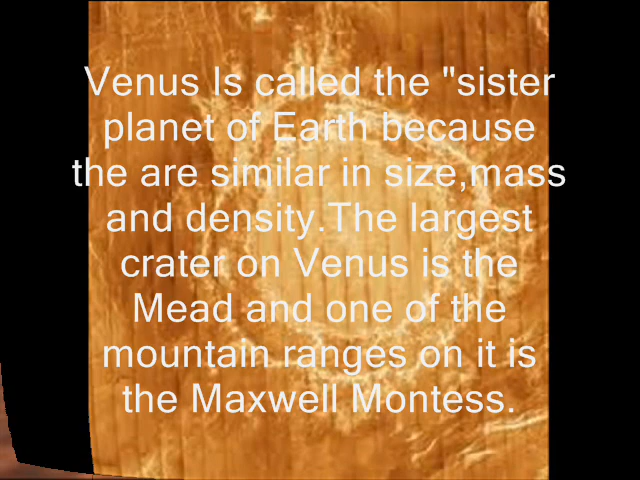 Venus Is called the "sister
planet of Earth because
the are similar in size,mass
and density.The largest
crater on Venus is the
Mead and one of the
mountain ranges on it is
the Maxwell Montess.